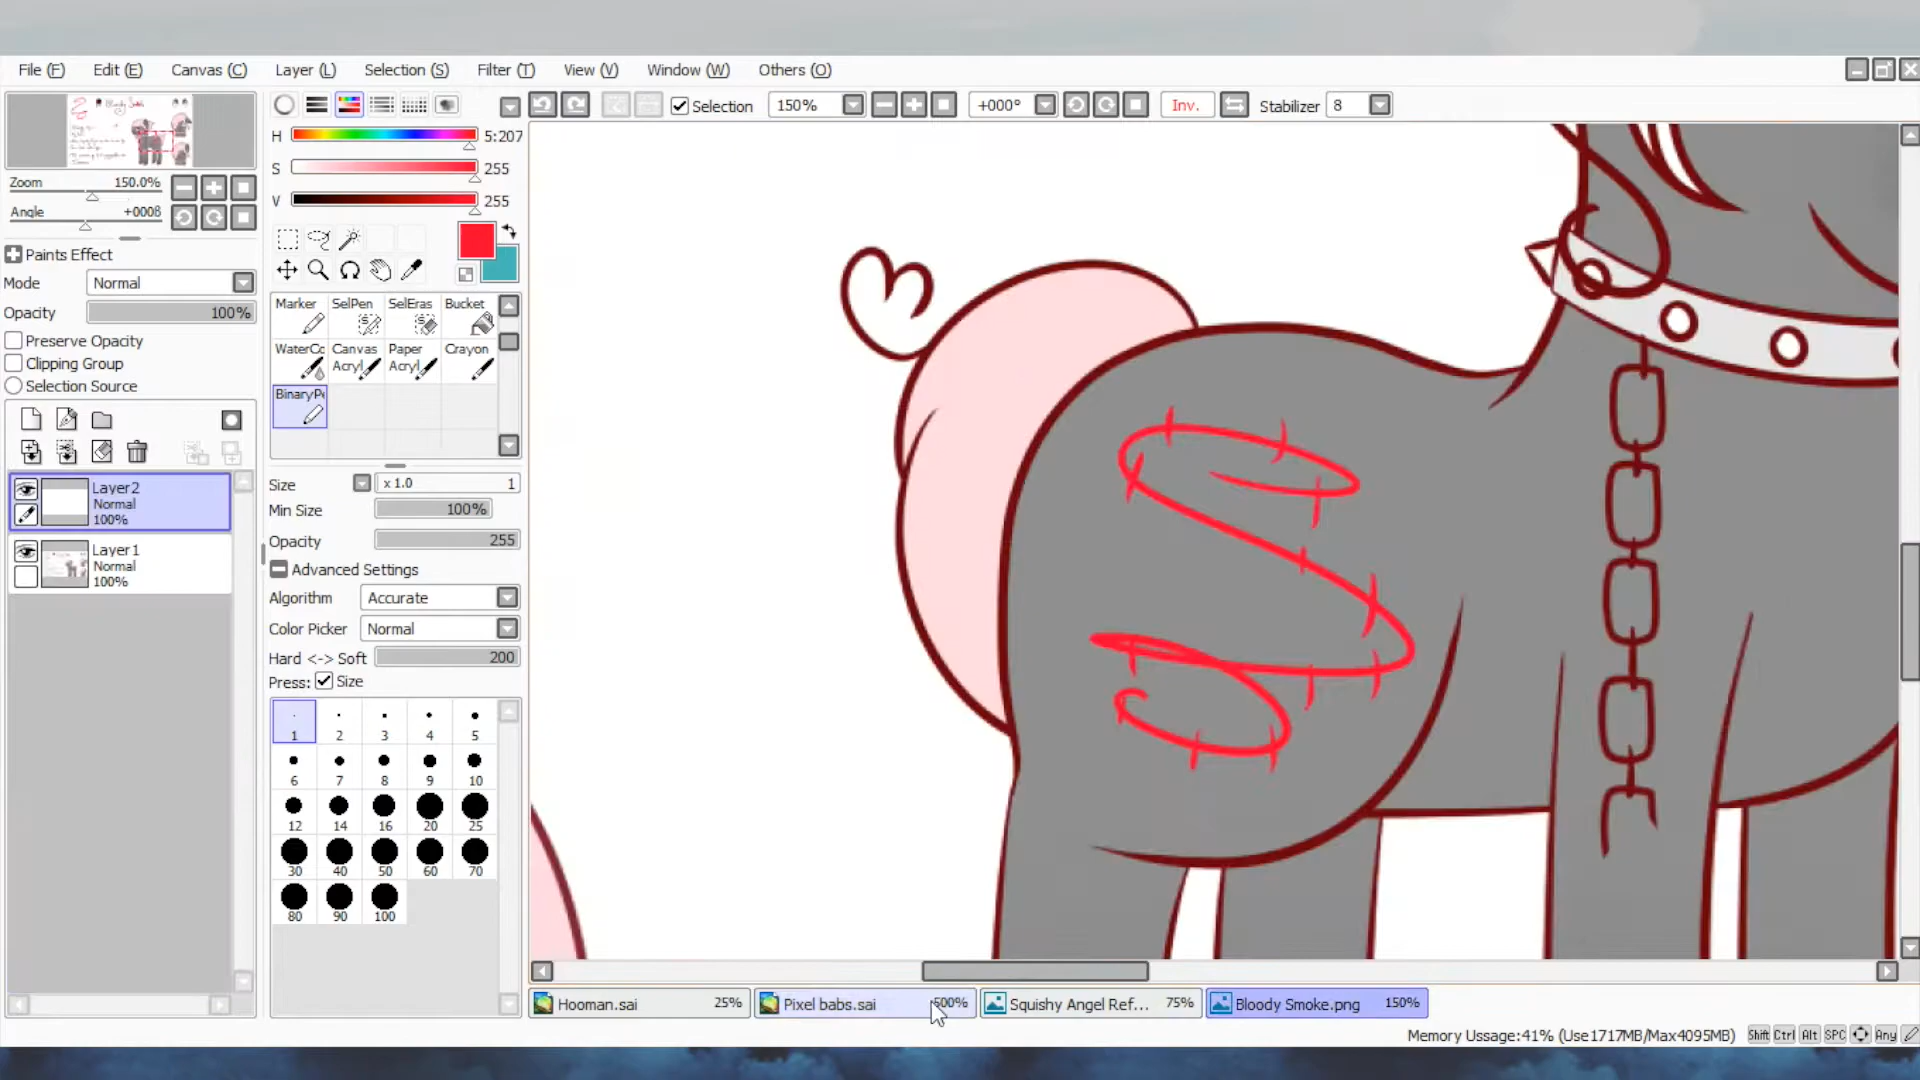 File (F) Edit (E) Canvas (C) Layer (L) Selection (S) Filter (T) View (V) Window (W) Others (O)
Selection 150% +000° Inv. Stabilizer 8
H 5:207
S 255
V 255
Zoom 150.0%
Angle +0008
Paints Effect
Mode Normal
Opacity 100%
Preserve Opacity
Clipping Group
Selection Source
Layer2
Normal
100%
Layer1
Normal
100%
Marker SelPen SelEras Bucket
WaterCo Canvas Paper Crayon
Acryl Acryl
BinaryPe
Size x 1.0 1
Min Size 100%
Opacity 255
Advanced Settings
Algorithm Accurate
Color Picker Normal
Hard <-> Soft 200
Press: Size
1 2 3 4 5
6 7 8 9 10
12 14 16 20 25
30 40 50 60 70
80 90 100
Hooman.sai 25% Pixel babs.sai 500% Squishy Angel Ref... 75% Bloody Smoke.png 150%
Memory Ussage:41% (Use1717MB/Max4095MB) Shift Ctrl Alt SPC Any